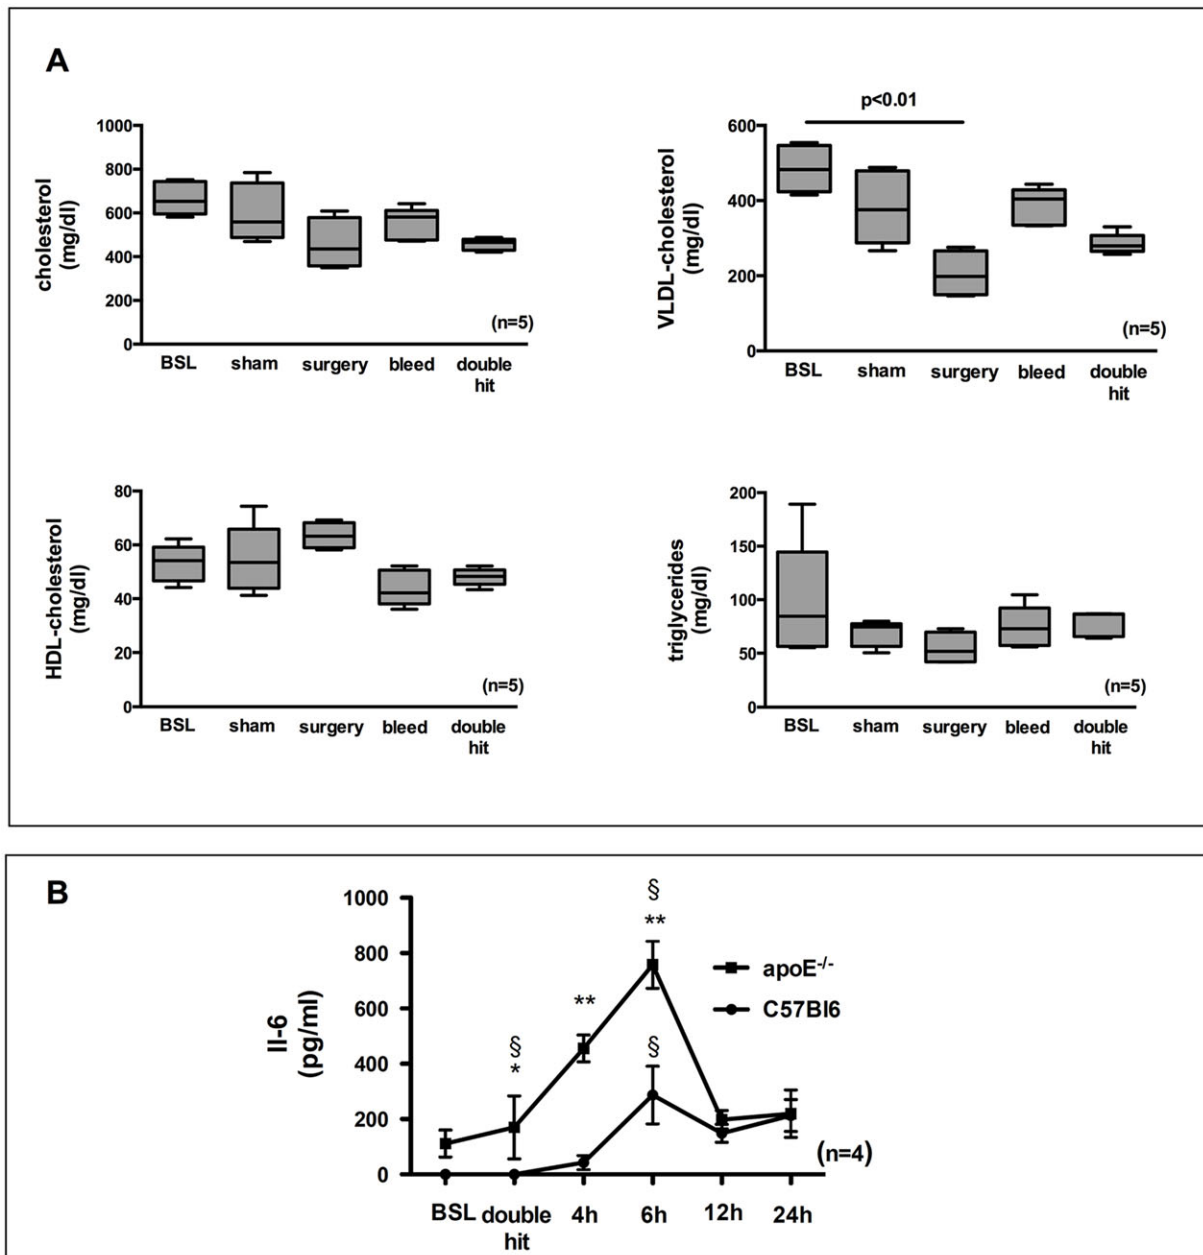 A
cholesterol
(mg/dl)
1000
800
600
400
200
0
(n=5)
BSL sham surgery bleed double
hit
p<0.01
VLDL-cholesterol
(mg/dl)
600
400
200
0
(n=5)
BSL sham surgery bleed double
hit
HDL-cholesterol
(mg/dl)
80
60
40
20
0
(n=5)
BSL sham surgery bleed double
hit
triglycerides
(mg/dl)
200
150
100
50
0
(n=5)
BSL sham surgery bleed double
hit
B
Il-6
(pg/ml)
1000
800
600
400
200
0
§
*
**
§
**
§
apoE-/-
C57Bl6
(n=4)
BSL double 4h 6h 12h 24h
hit